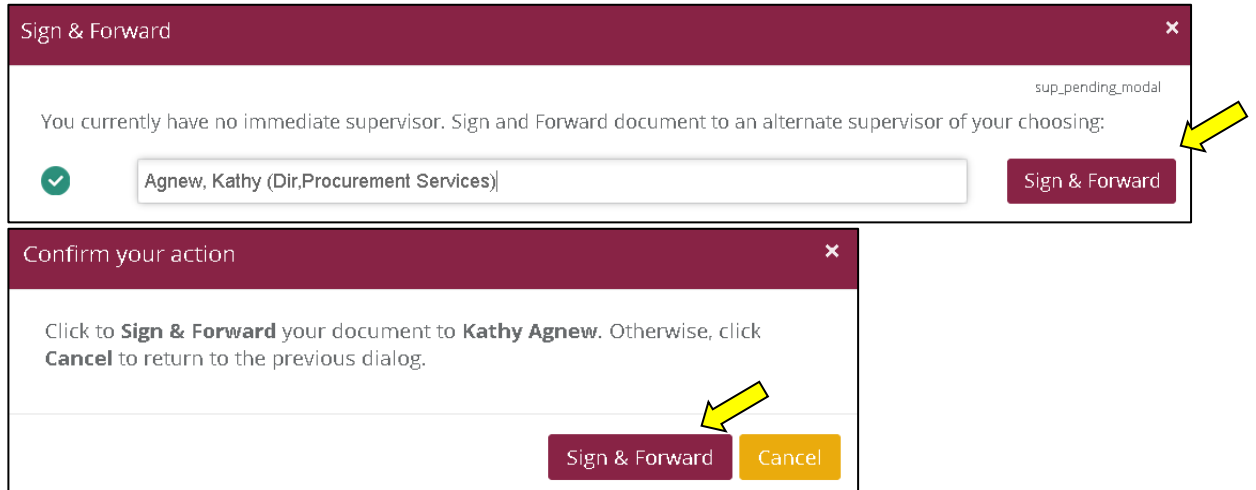 Sign & Forward ×
sup_pending_modal
You currently have no immediate supervisor. Sign and Forward document to an alternate supervisor of your choosing:
Agnew, Kathy (Dir,Procurement Services)
Sign & Forward
Confirm your action ×
Click to Sign & Forward your document to Kathy Agnew. Otherwise, click
Cancel to return to the previous dialog.
Sign & Forward Cancel